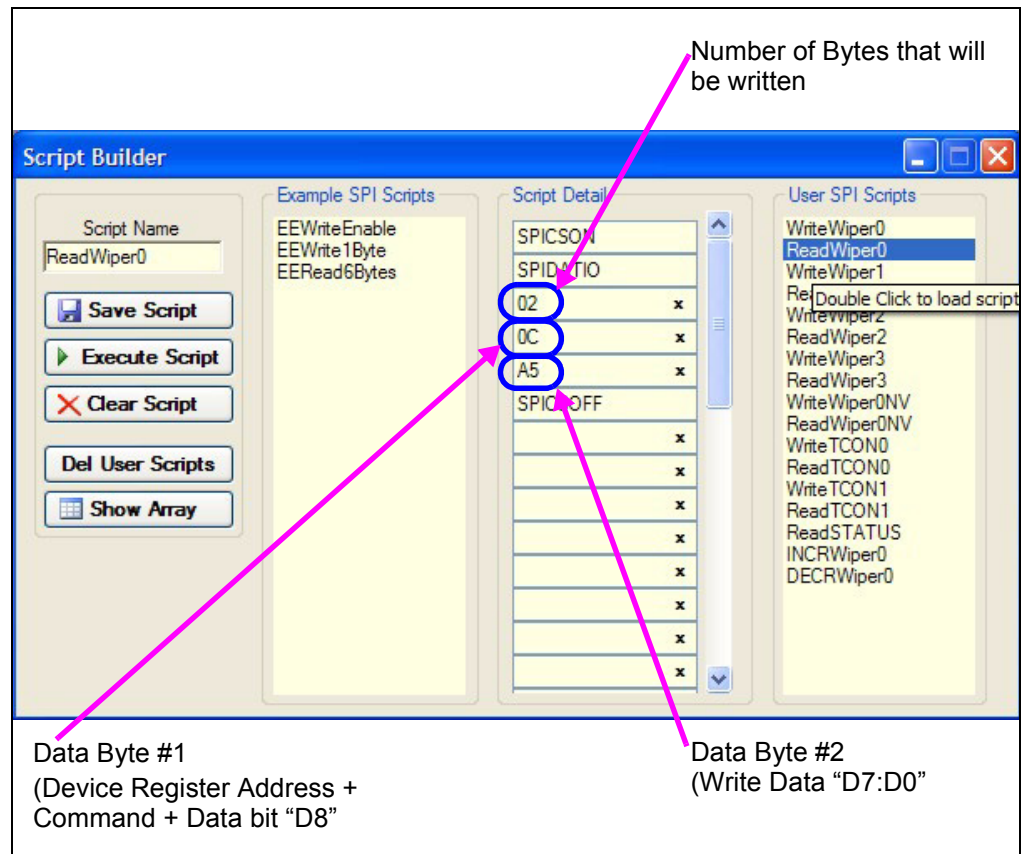 Number of Bytes that will
be written
Script Builder
Script Name
ReadWiper0
Save Script
Execute Script
Clear Script
Del User Scripts
Show Array
Example SPI Scripts
EEWriteEnable
EEWrite1Byte
EERead6Bytes
Script Detail
SPICSON
SPIDATIO
02 x
0C x
A5 x
SPICSOFF
x
x
x
x
x
x
x
x
User SPI Scripts
WriteWiper0
ReadWiper0
WriteWiper1
Double Click to load script
WriteWiper2
ReadWiper2
WriteWiper3
ReadWiper3
WriteWiper0NV
ReadWiper0NV
WriteTCON0
ReadTCON0
WriteTCON1
ReadTCON1
ReadSTATUS
INCRWiper0
DECRWiper0
Data Byte #1
(Device Register Address +
Command + Data bit “D8”
Data Byte #2
(Write Data “D7:D0”